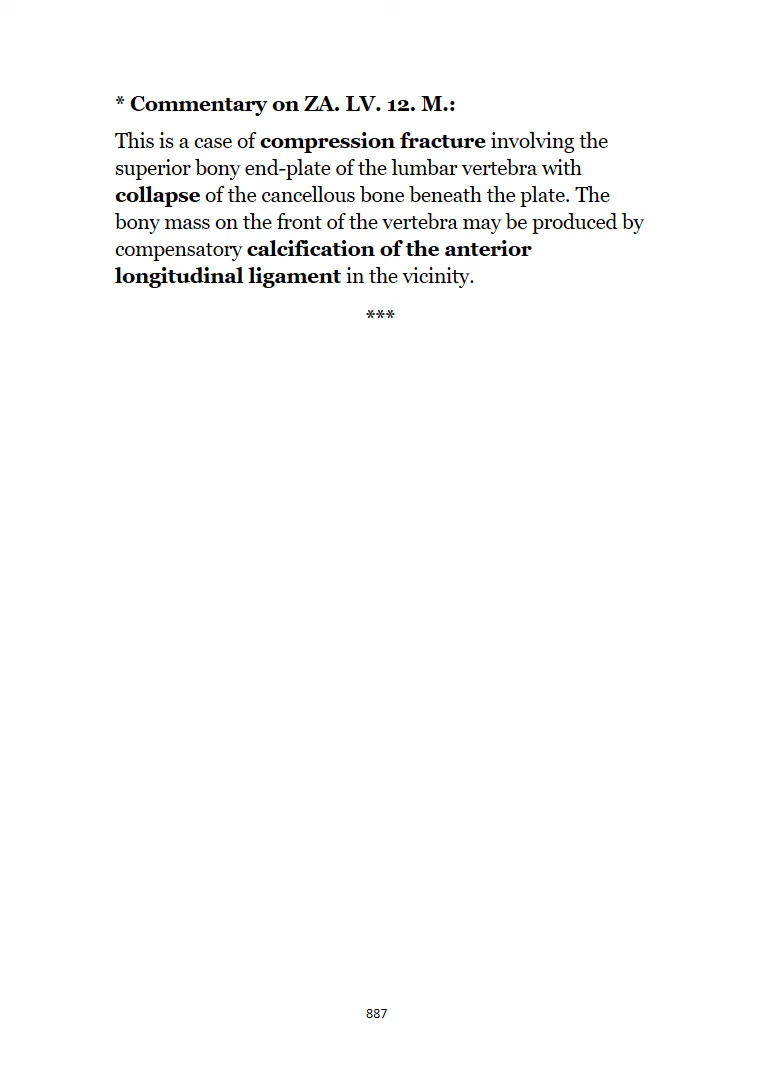 * Commentary on ZA. LV. 12. M.:
This is a case of compression fracture involving the
superior bony end-plate of the lumbar vertebra with
collapse of the cancellous bone beneath the plate. The
bony mass on the front of the vertebra may be produced by
compensatory calcification of the anterior
longitudinal ligament in the vicinity.
***
887